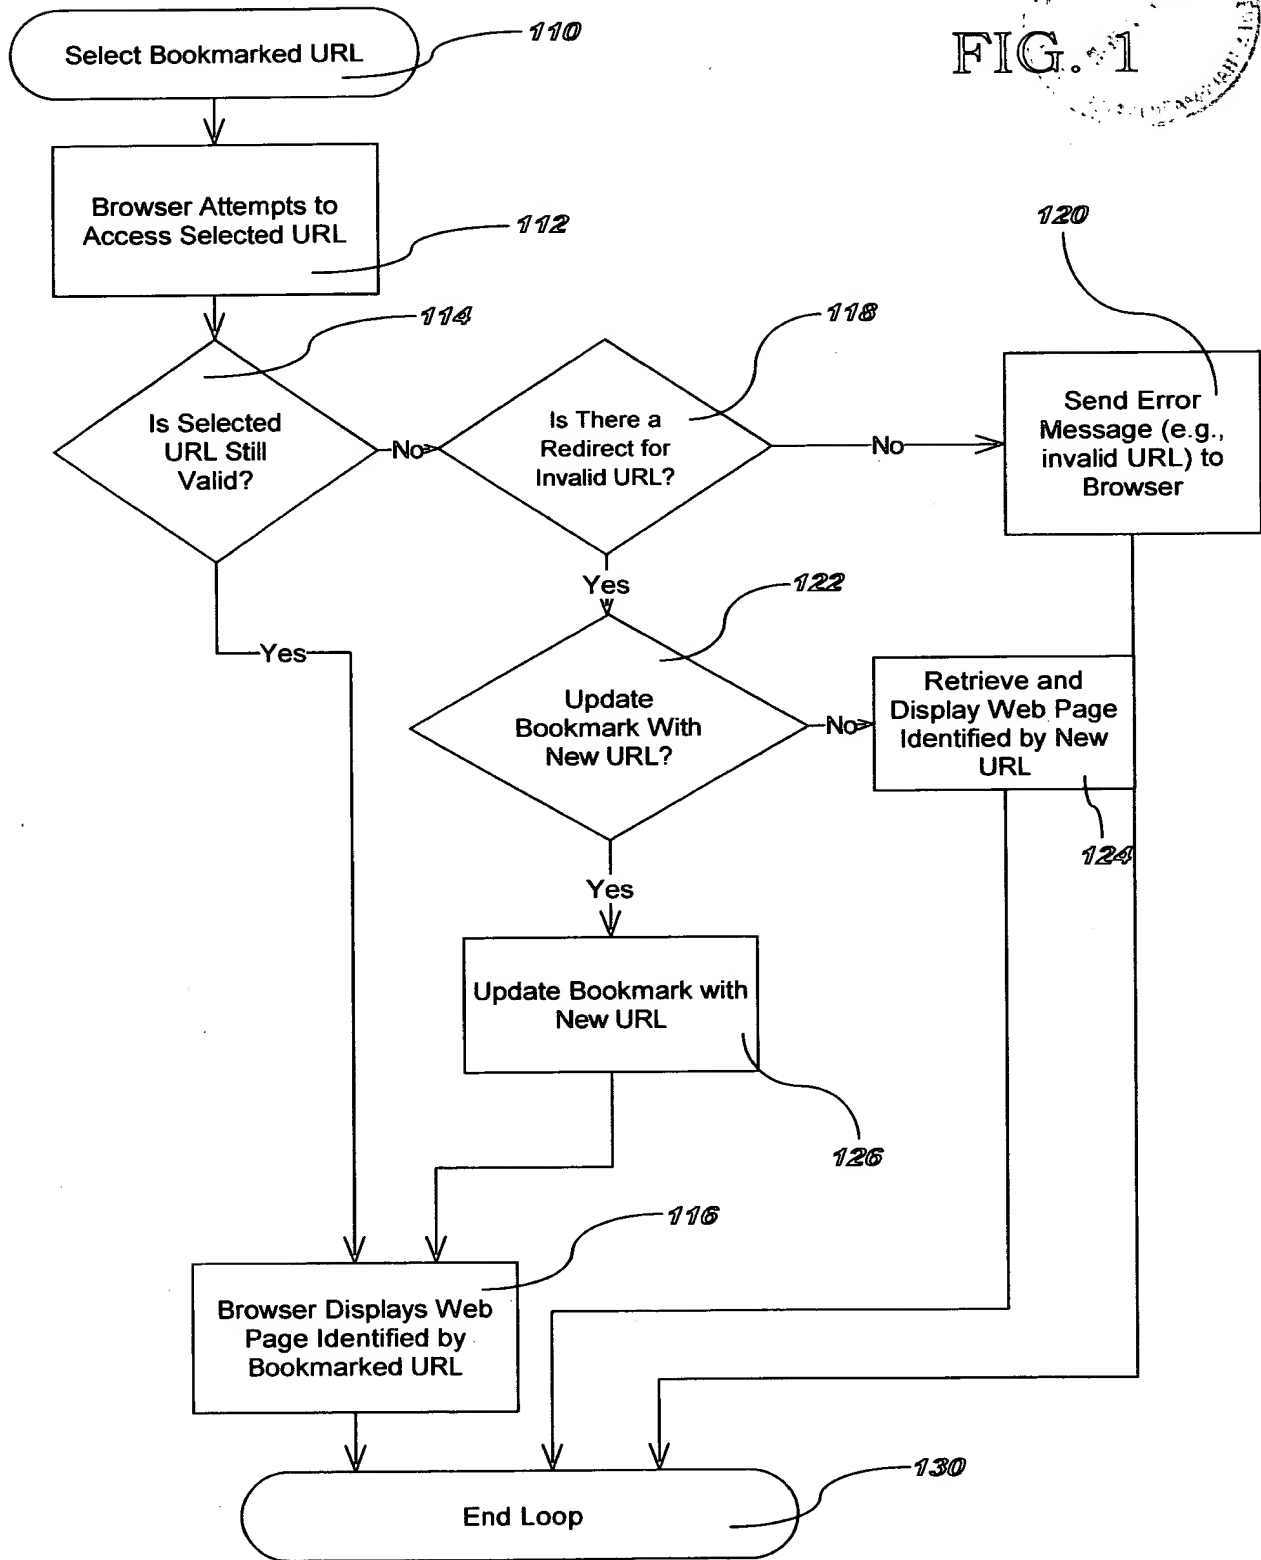 FIG. 1
Select Bookmarked URL
110
Browser Attempts to
Access Selected URL
112
120
114
118
Is Selected
URL Still
Valid?
No
Is There a
Redirect for
Invalid URL?
No
Send Error
Message (e.g.,
invalid URL) to
Browser
Yes
122
Yes
Update
Bookmark With
New URL?
No
Retrieve and
Display Web Page
Identified by New
URL
124
Yes
Update Bookmark with
New URL
126
116
Browser Displays Web
Page Identified by
Bookmarked URL
130
End Loop